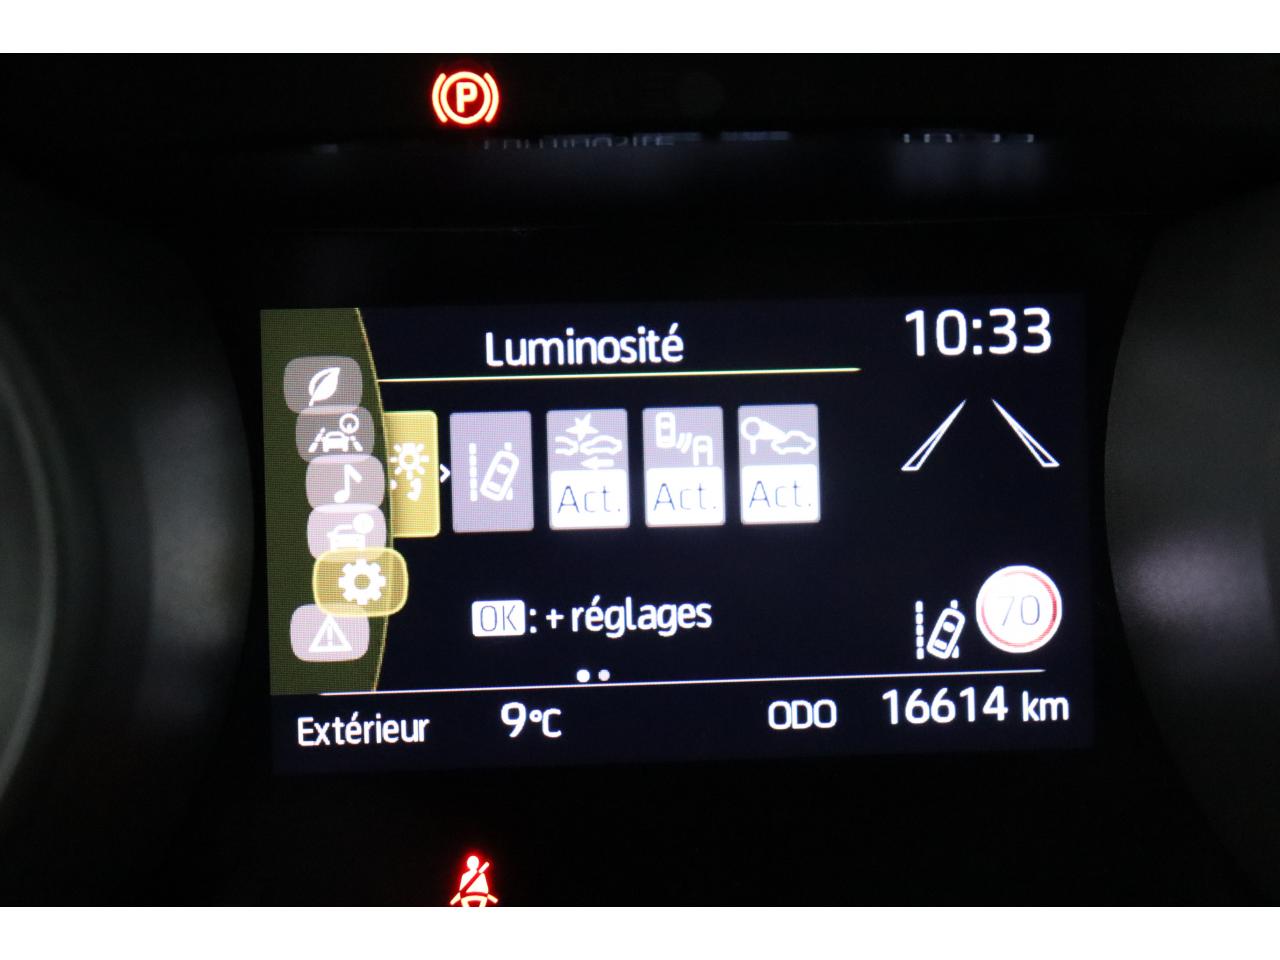 P
Luminosité
10:33
Act. Act. Act.
OK: + réglages
70
Extérieur 9°C ODO 16614 km